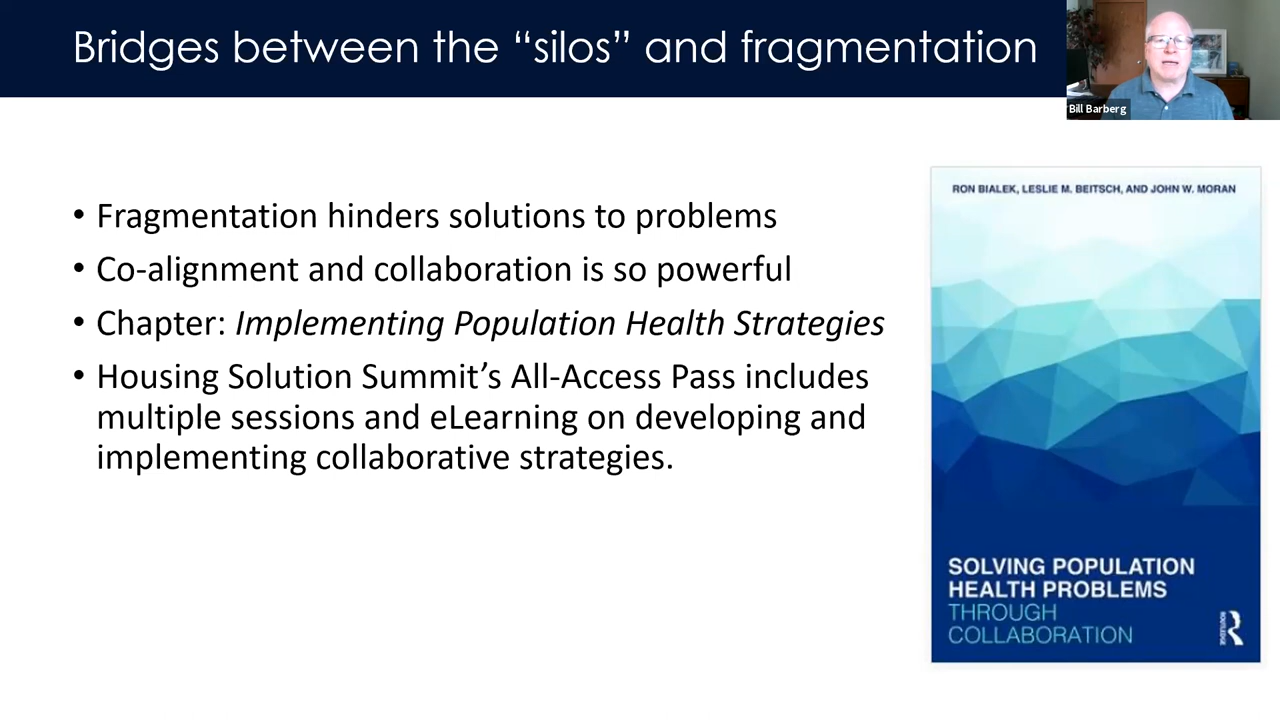 Bridges between the “silos” and fragmentation
Bill Barberg
• Fragmentation hinders solutions to problems
• Co-alignment and collaboration is so powerful
• Chapter: Implementing Population Health Strategies
• Housing Solution Summit’s All-Access Pass includes
multiple sessions and eLearning on developing and
implementing collaborative strategies.
RON BIALEK, LESLIE M. BEITSCH, AND JOHN W. MORAN
SOLVING POPULATION
HEALTH PROBLEMS
THROUGH
COLLABORATION
ROUTLEDGE